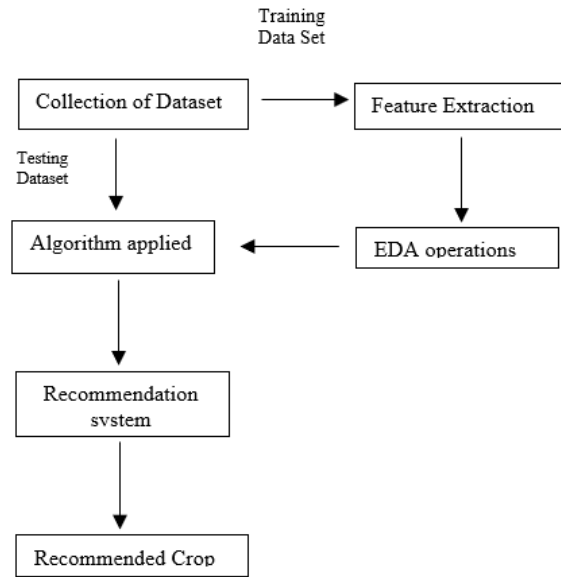 Training
Data Set
Collection of Dataset
Feature Extraction
Testing
Dataset
Algorithm applied
EDA operations
Recommendation
system
Recommended Crop